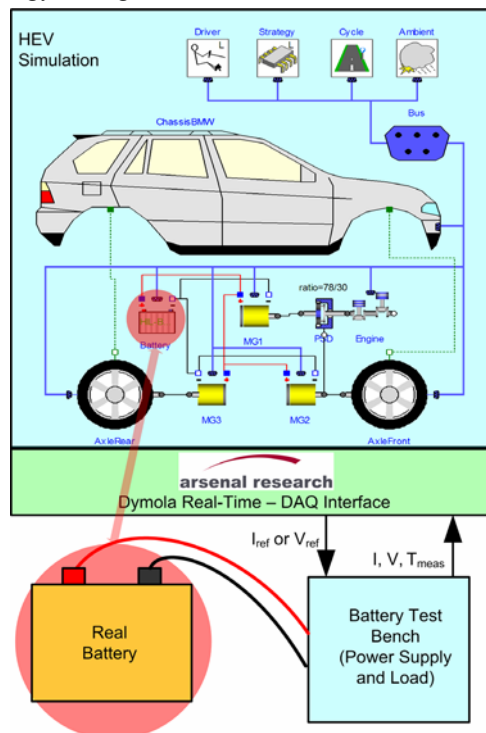 HEV
Simulation
Driver
Strategy
Cycle
Ambient
L
L
Bus
ChassisBMW
ratio=78/30
Battery
MG1
PSD
Engine
MG3
MG2
AxleRear
AxleFront
arsenal research
Dymola Real-Time – DAQ Interface
Iref or Vref
I, V, Tmeas
Real
Battery
Battery Test
Bench
(Power Supply
and Load)